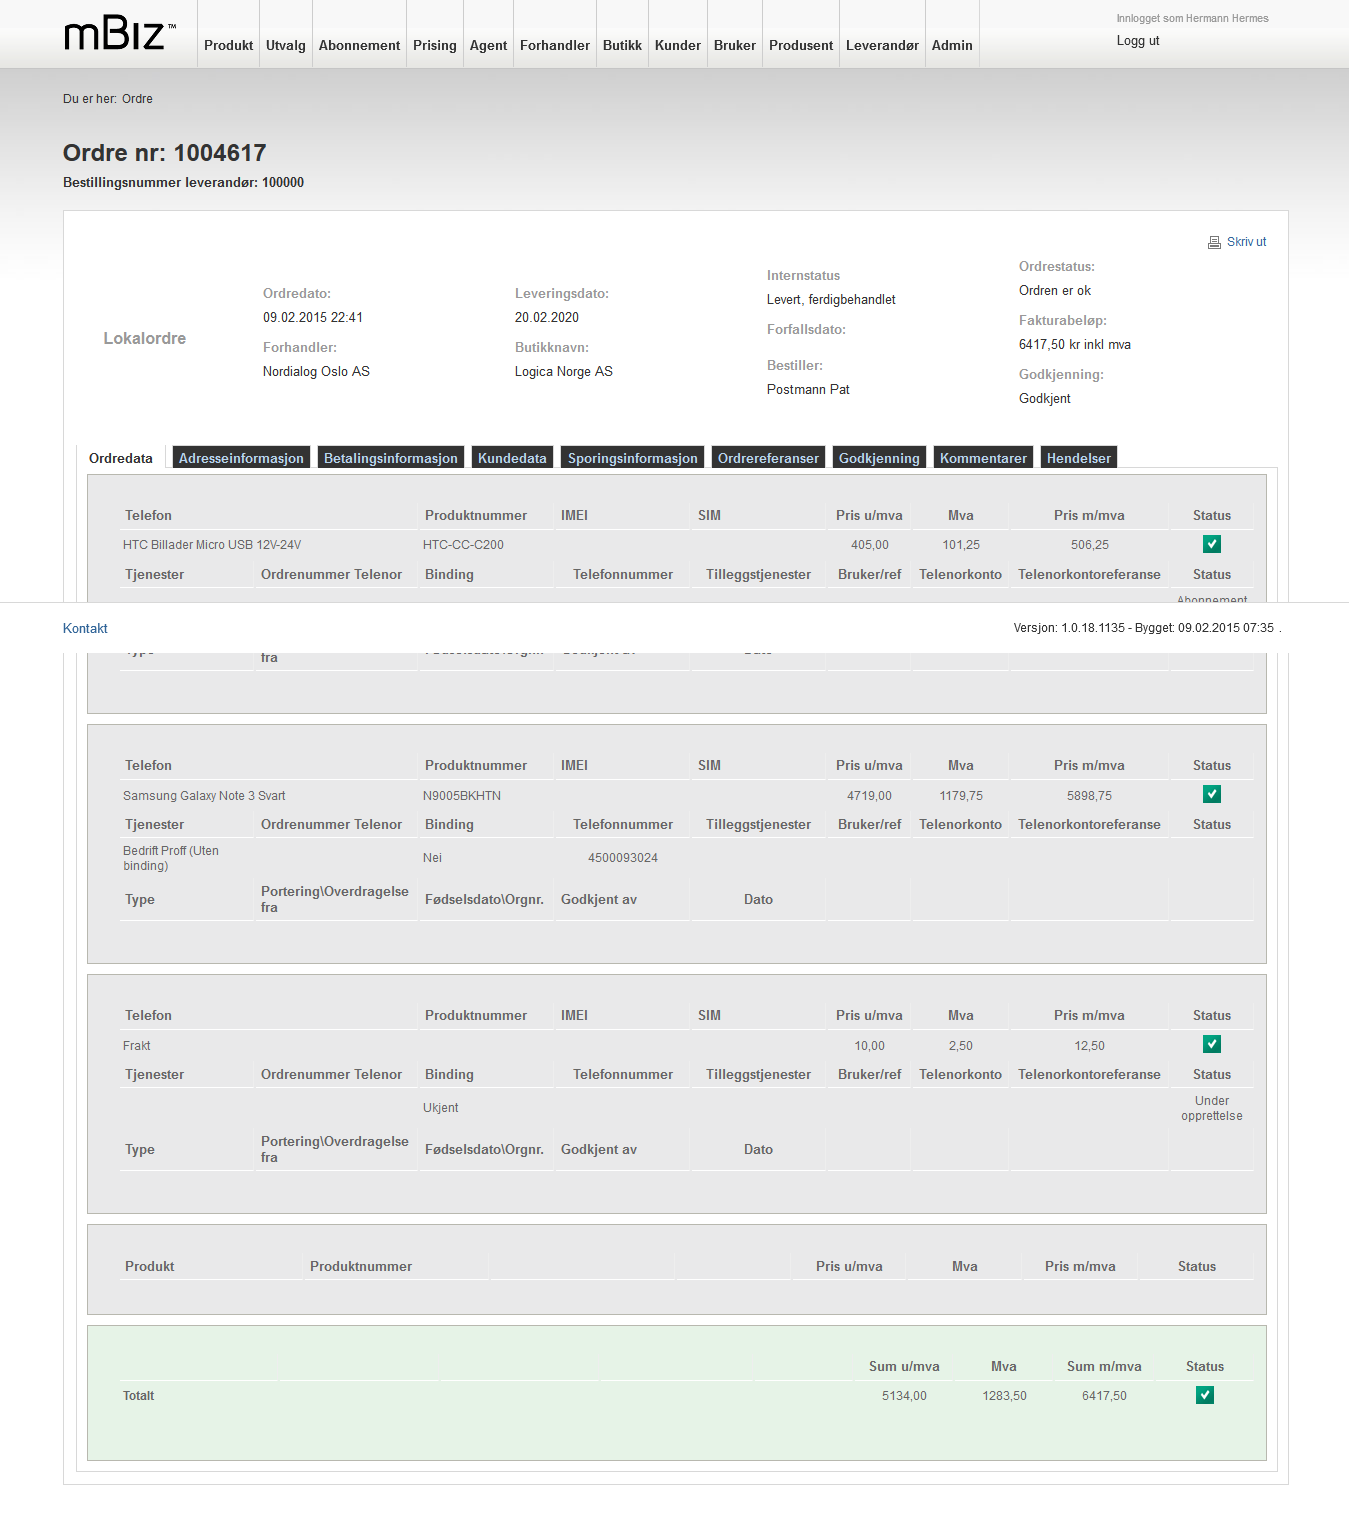 mBiz™
Produkt Utvalg Abonnement Prising Agent Forhandler Butikk Kunder Bruker Produsent Leverandør Admin
Innlogget som Hermann Hermes
Logg ut
Du er her: Ordre
Ordre nr: 1004617
Bestillingsnummer leverandør: 100000
Skriv ut
Lokalordre
Ordredato:
09.02.2015 22:41
Forhandler:
Nordialog Oslo AS
Leveringsdato:
20.02.2020
Butikknavn:
Logica Norge AS
Internstatus
Levert, ferdigbehandlet
Forfallsdato:
Bestiller:
Postmann Pat
Ordrestatus:
Ordren er ok
Fakturabeløp:
6417,50 kr inkl mva
Godkjenning:
Godkjent
Ordredata Adresseinformasjon Betalingsinformasjon Kundedata Sporingsinformasjon Ordrereferanser Godkjenning Kommentarer Hendelser
Telefon Produktnummer IMEI SIM Pris u/mva Mva Pris m/mva Status
HTC Billader Micro USB 12V-24V HTC-CC-C200 405,00 101,25 506,25
Tjenester Ordrenummer Telenor Binding Telefonnummer Tilleggstjenester Bruker/ref Telenorkonto Telenorkontoreferanse Status
Abonnement
Kontakt
Versjon: 1.0.18.1135 - Bygget: 09.02.2015 07:35 .
Type fra Fødselsdato\Orgnr. Godkjent av Dato
Telefon Produktnummer IMEI SIM Pris u/mva Mva Pris m/mva Status
Samsung Galaxy Note 3 Svart N9005BKHTN 4719,00 1179,75 5898,75
Tjenester Ordrenummer Telenor Binding Telefonnummer Tilleggstjenester Bruker/ref Telenorkonto Telenorkontoreferanse Status
Bedrift Proff (Uten
binding) Nei 4500093024
Type Portering\Overdragelse
fra Fødselsdato\Orgnr. Godkjent av Dato
Telefon Produktnummer IMEI SIM Pris u/mva Mva Pris m/mva Status
Frakt 10,00 2,50 12,50
Tjenester Ordrenummer Telenor Binding Telefonnummer Tilleggstjenester Bruker/ref Telenorkonto Telenorkontoreferanse Status
Ukjent Under
opprettelse
Type Portering\Overdragelse
fra Fødselsdato\Orgnr. Godkjent av Dato
Produkt Produktnummer Pris u/mva Mva Pris m/mva Status
Sum u/mva Mva Sum m/mva Status
Totalt 5134,00 1283,50 6417,50